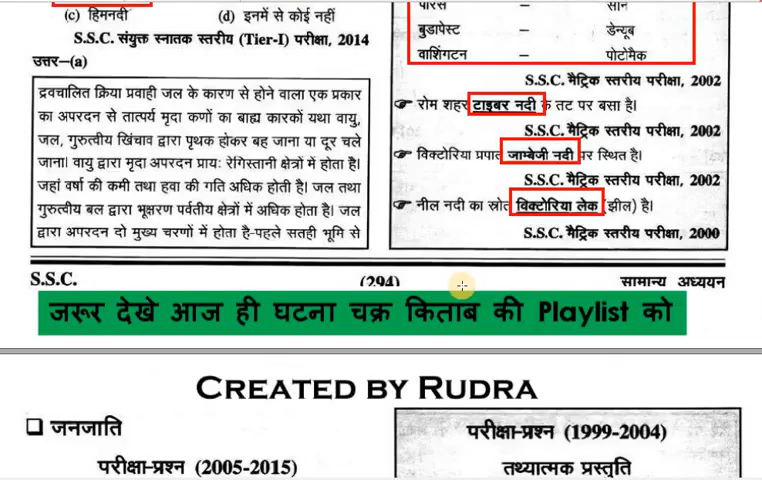 (c) हिमनदी (d) इनमें से कोई नहीं
S.S.C. संयुक्त स्नातक स्तरीय (Tier-I) परीक्षा, 2014
उत्तर–(a)
द्रवचालित क्रिया प्रवाही जल के कारण से होने वाला एक प्रकार
का अपरदन से तात्पर्य मृदा कणों का बाह्य कारकों यथा वायु,
जल, गुरुत्वीय खिंचाव द्वारा पृथक होकर बह जाना या दूर चले
जाना। वायु द्वारा मृदा अपरदन प्रायः रेगिस्तानी क्षेत्रों में होता है।
जहां वर्षा की कमी तथा हवा की गति अधिक होती है। जल तथा
गुरुत्वीय बल द्वारा भूक्षरण पर्वतीय क्षेत्रों में अधिक होता है। जल
द्वारा अपरदन दो मुख्य चरणों में होता है-पहले सतही भूमि से
पेरिस – सीन
बुडापेस्ट – डेन्यूब
वाशिंगटन – पोटोमैक
S.S.C. मैट्रिक स्तरीय परीक्षा, 2002
☞ रोम शहर टाइबर नदी के तट पर बसा है।
S.S.C. मैट्रिक स्तरीय परीक्षा, 2002
☞ विक्टोरिया प्रपात जाम्बेजी नदी पर स्थित है।
S.S.C. मैट्रिक स्तरीय परीक्षा, 2002
☞ नील नदी का स्रोत विक्टोरिया लेक (झील) है।
S.S.C. मैट्रिक स्तरीय परीक्षा, 2000
S.S.C. (294) सामान्य अध्ययन
जरूर देखे आज ही घटना चक्र किताब की Playlist को
CREATED BY RUDRA
❑ जनजाति
परीक्षा-प्रश्न (2005-2015)
परीक्षा-प्रश्न (1999-2004)
तथ्यात्मक प्रस्तुति